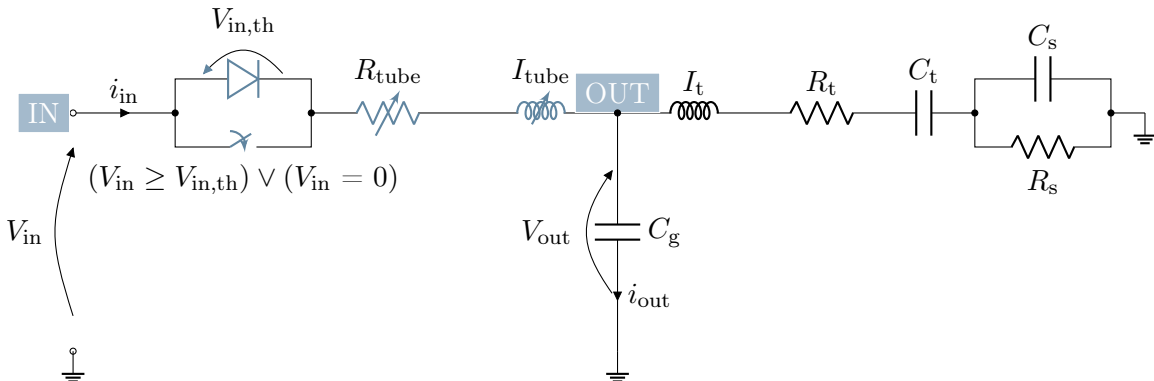 V_in,th
i_in
R_tube
I_tube
OUT
I_t
R_t
C_t
C_s
IN
(V_in ≥ V_in,th) ∨ (V_in = 0)
R_s
V_in
V_out
C_g
i_out